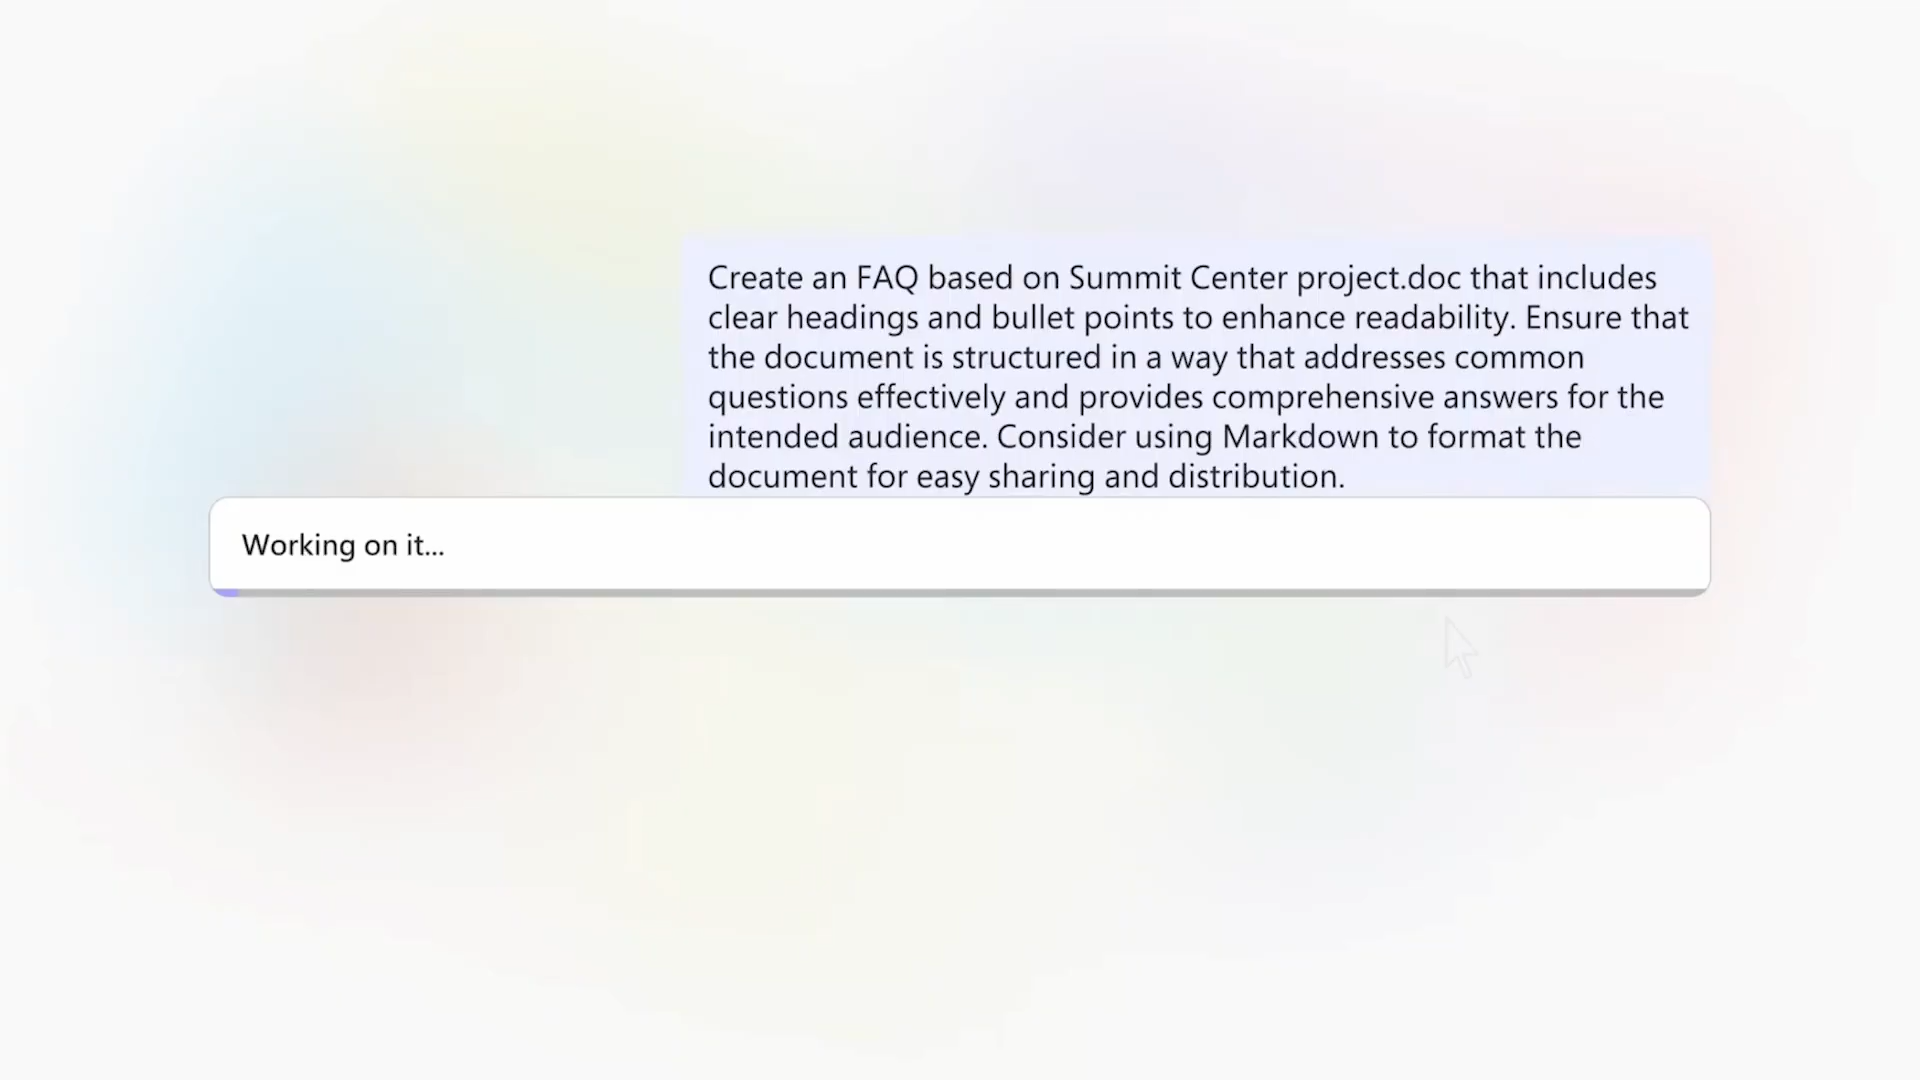 Create an FAQ based on Summit Center project.doc that includes
clear headings and bullet points to enhance readability. Ensure that
the document is structured in a way that addresses common
questions effectively and provides comprehensive answers for the
intended audience. Consider using Markdown to format the
document for easy sharing and distribution.
Working on it...